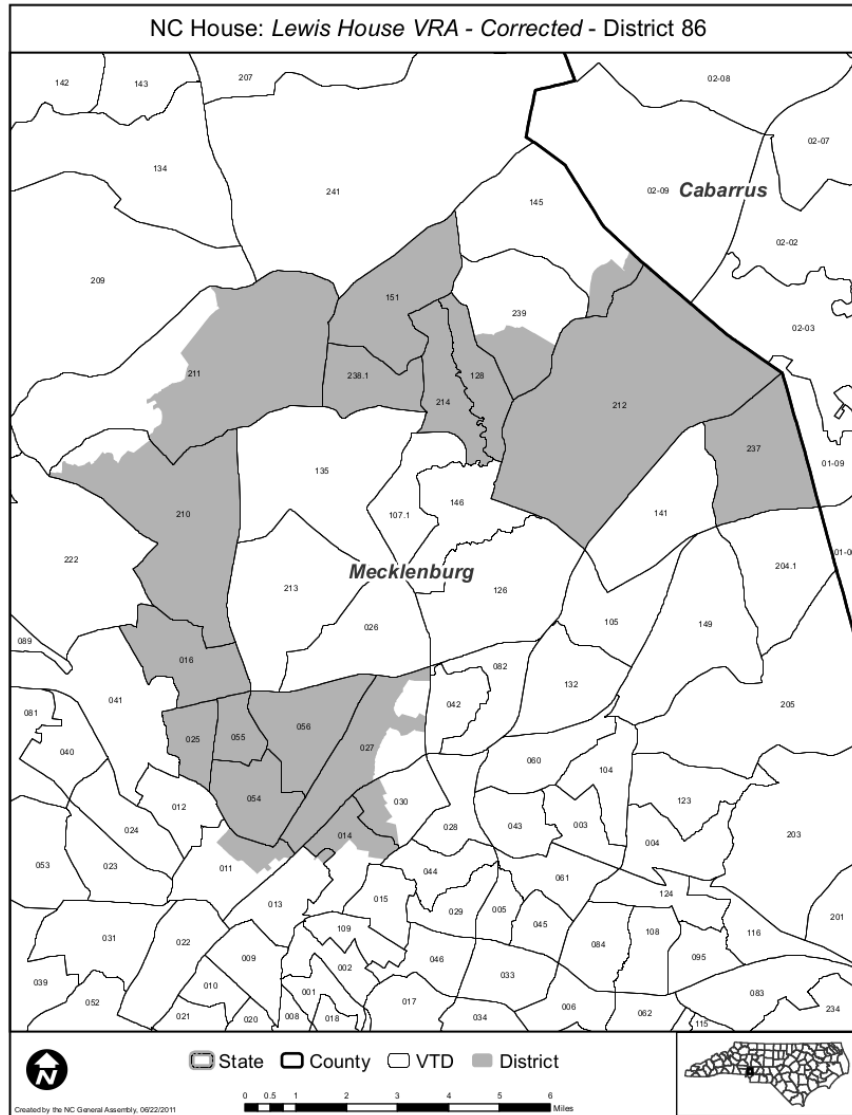 NC House: Lewis House VRA - Corrected - District 86
142 143 207 02-08
02-07
134
241 145 02-09 Cabarrus
02-02
209
151
239 02-03
211
238.1 128
214 212
237
135 01-09
210 107.1 146 141
222 Mecklenburg 204.1 01-0
213 126
026 105 149
089
016 082
041 042 132
081 056 205
040 025 055 027
060
104
012 054 030 123
024 043 003
014 028 004 203
053 023 011 044
061
124
013 015 029 005
045 201
031 109 116
022 084 108
009 046 095
002 033
039 010 001 083
052 017 006 062 234
021 020 008 018 034 115
N
State County VTD District
0 0.5 1 2 3 4 5 6
Miles
Created by the NC General Assembly, 06/22/2011